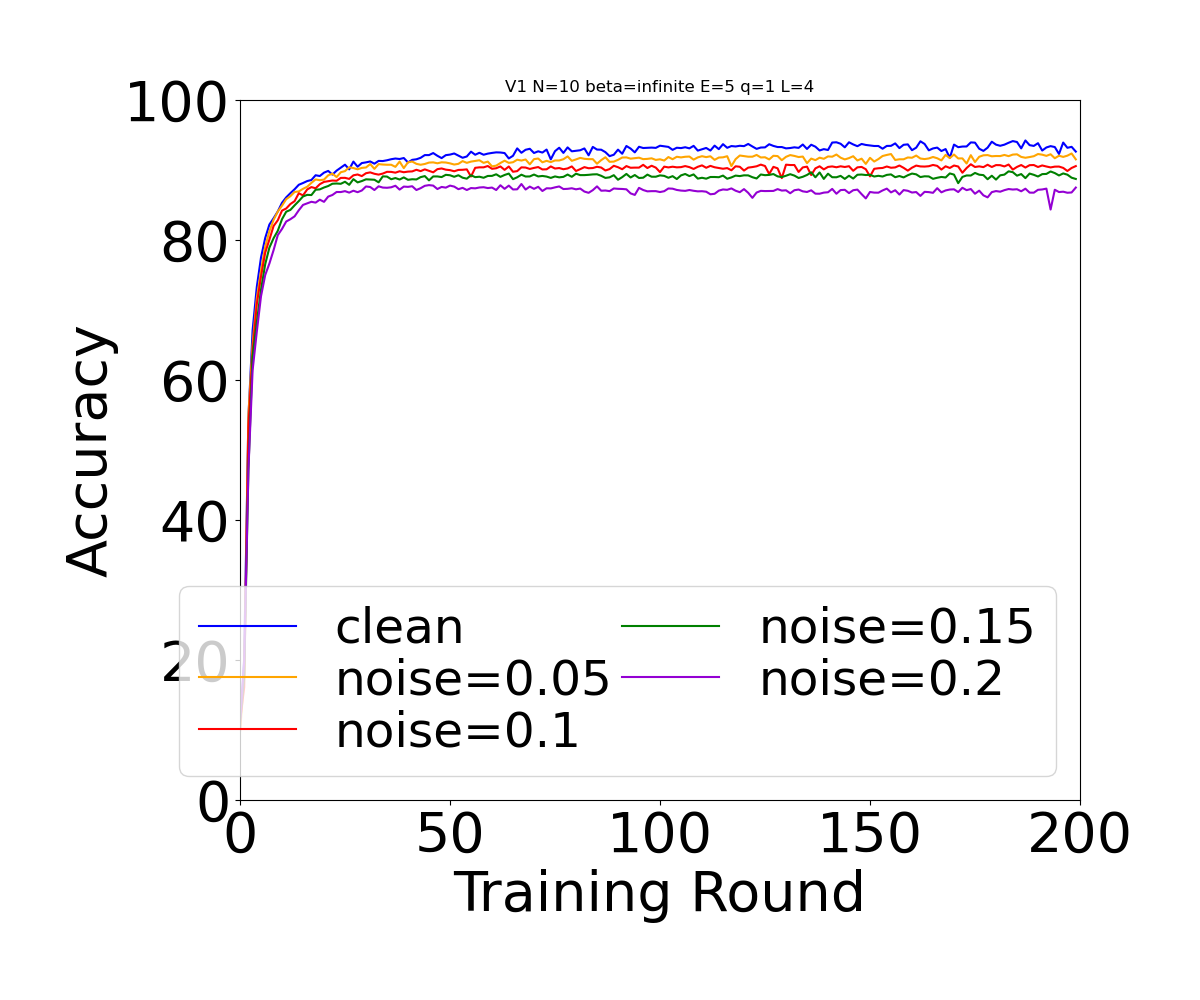 V1 N=10 beta=infinite E=5 q=1 L=4
100
80
60
40
20
0
Accuracy
clean
noise=0.05
noise=0.1
noise=0.15
noise=0.2
0 50 100 150 200
Training Round